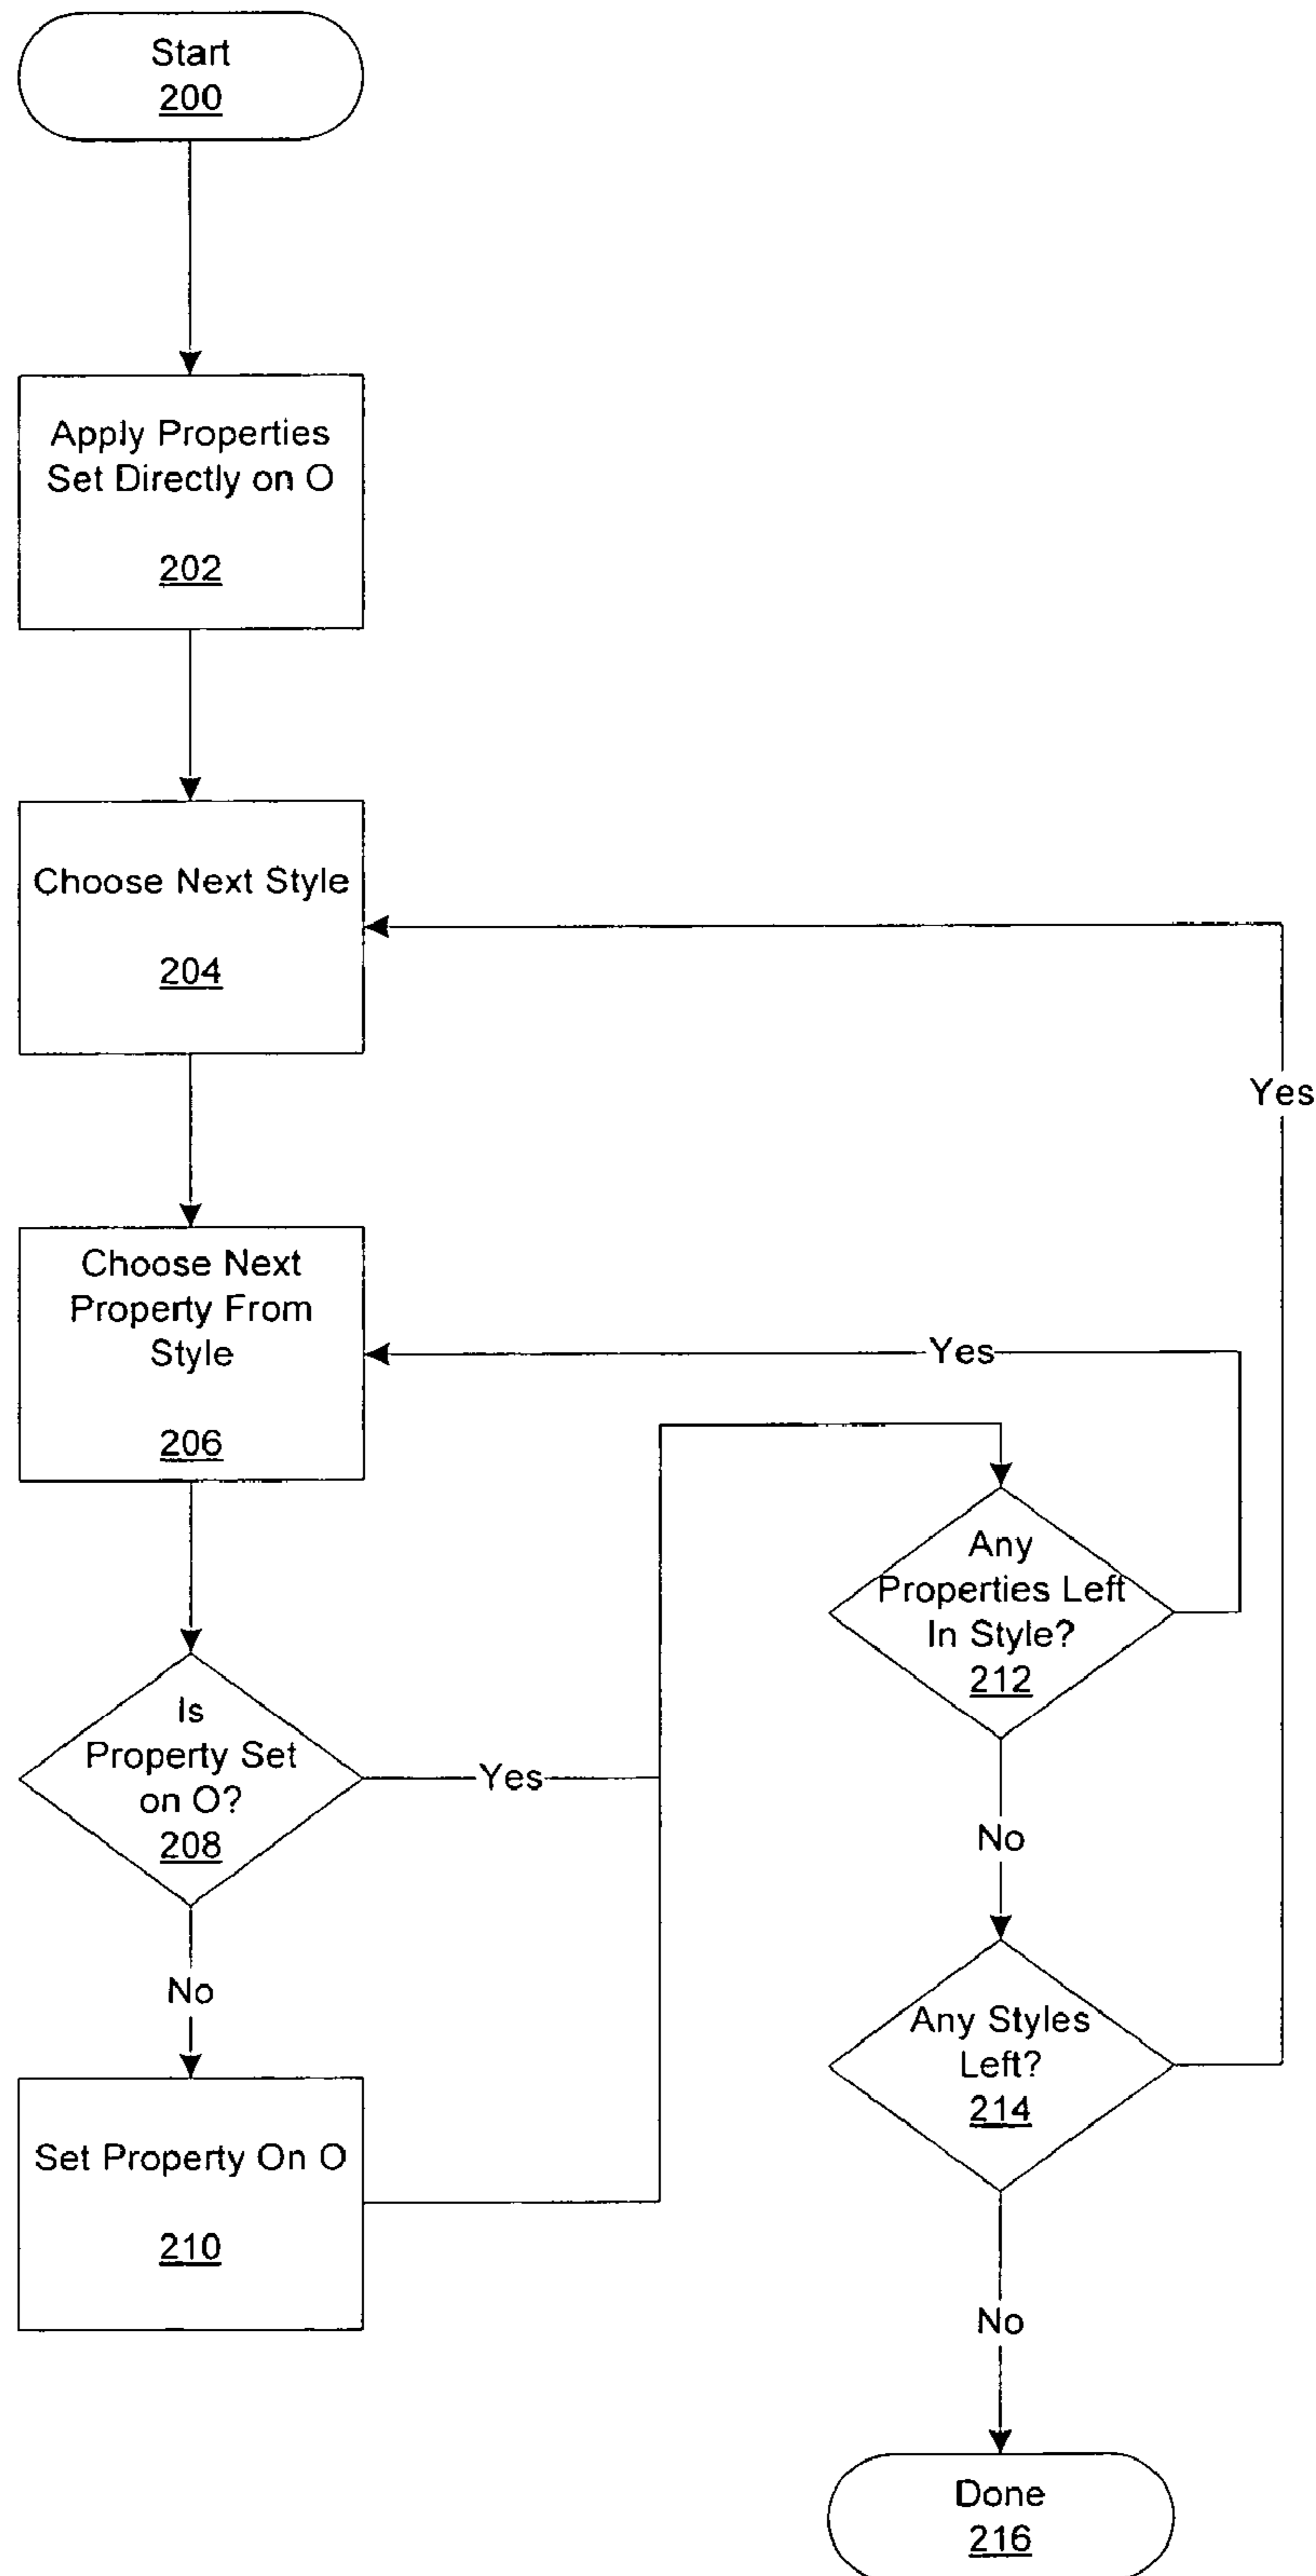 Start
200
Apply Properties
Set Directly on O
202
Choose Next Style
204
Yes
Choose Next
Property From
Style
206
Yes
Any
Properties Left
In Style?
212
Is
Property Set
on O?
208
Yes
No
No
Set Property On O
210
Any Styles
Left?
214
No
Done
216